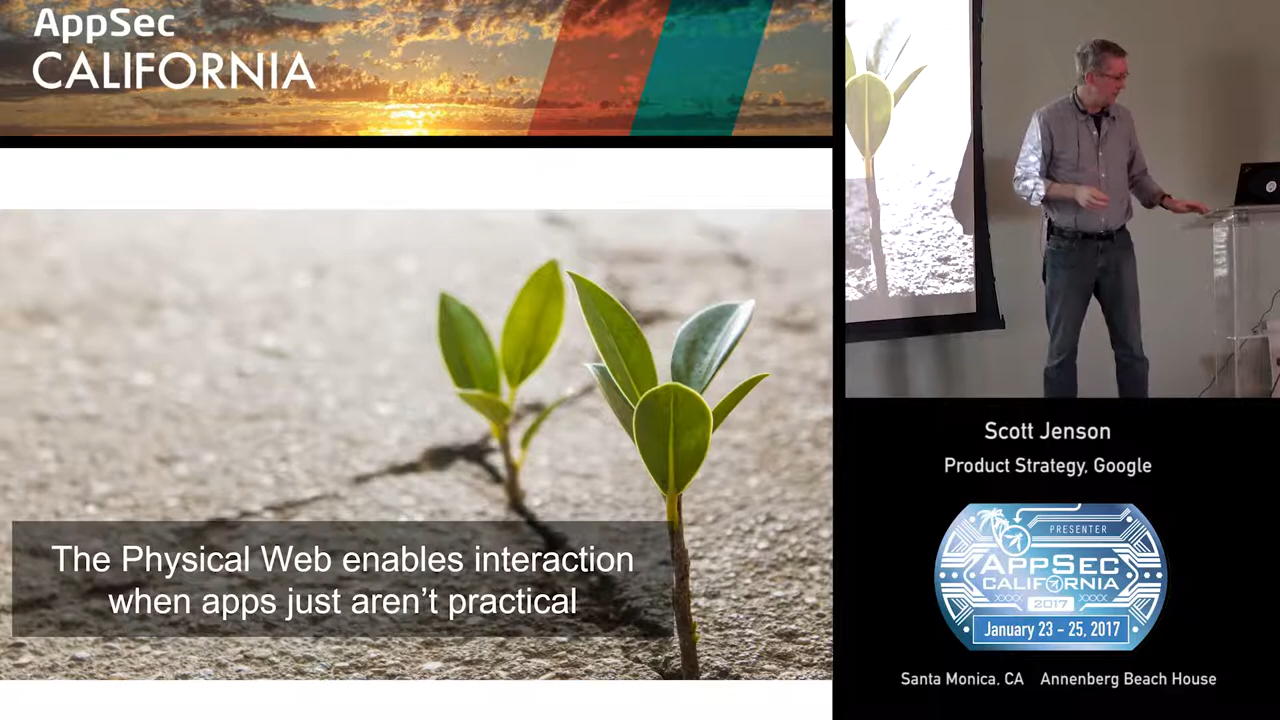 AppSec
CALIFORNIA
The Physical Web enables interaction
when apps just aren’t practical
Scott Jenson
Product Strategy, Google
PRESENTER
APPSEC
CALIFORNIA
2017
January 23 - 25, 2017
Santa Monica, CA Annenberg Beach House